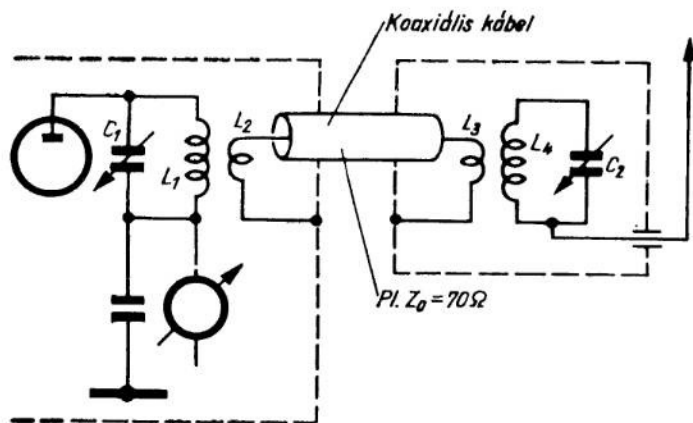 Koaxiális kábel
C1
L1
L2
L3
L4
C2
Pl. Z0 = 70Ω